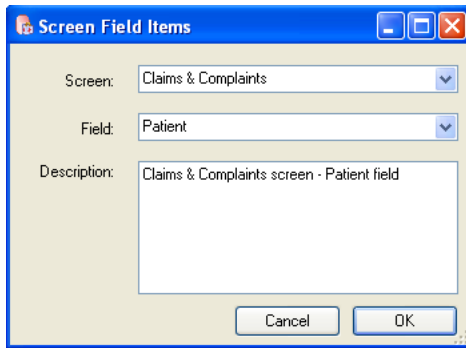 Screen Field Items
Screen: Claims & Complaints
Field: Patient
Description: Claims & Complaints screen - Patient field
Cancel OK